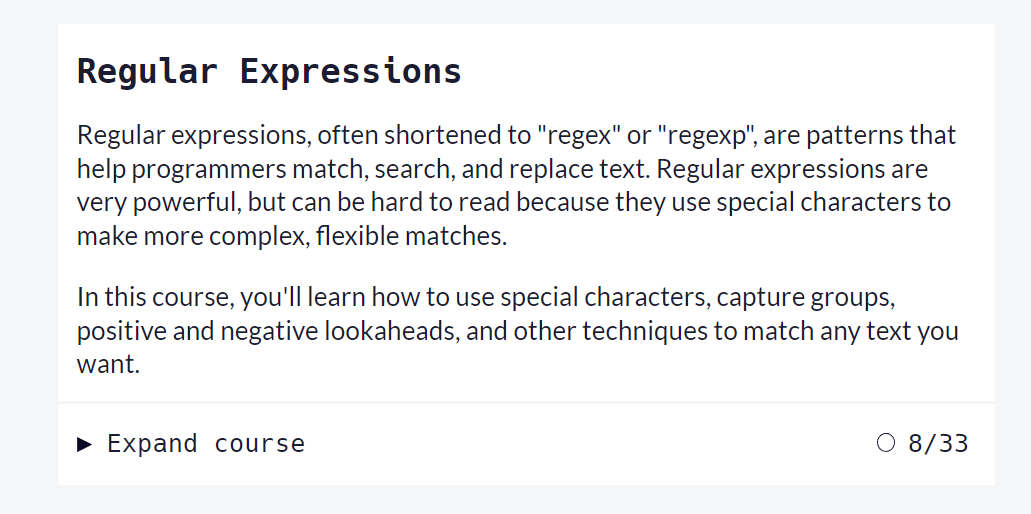 Regular Expressions
Regular expressions, often shortened to "regex" or "regexp", are patterns that
help programmers match, search, and replace text. Regular expressions are
very powerful, but can be hard to read because they use special characters to
make more complex, flexible matches.
In this course, you'll learn how to use special characters, capture groups,
positive and negative lookaheads, and other techniques to match any text you
want.
▶ Expand course
8/33